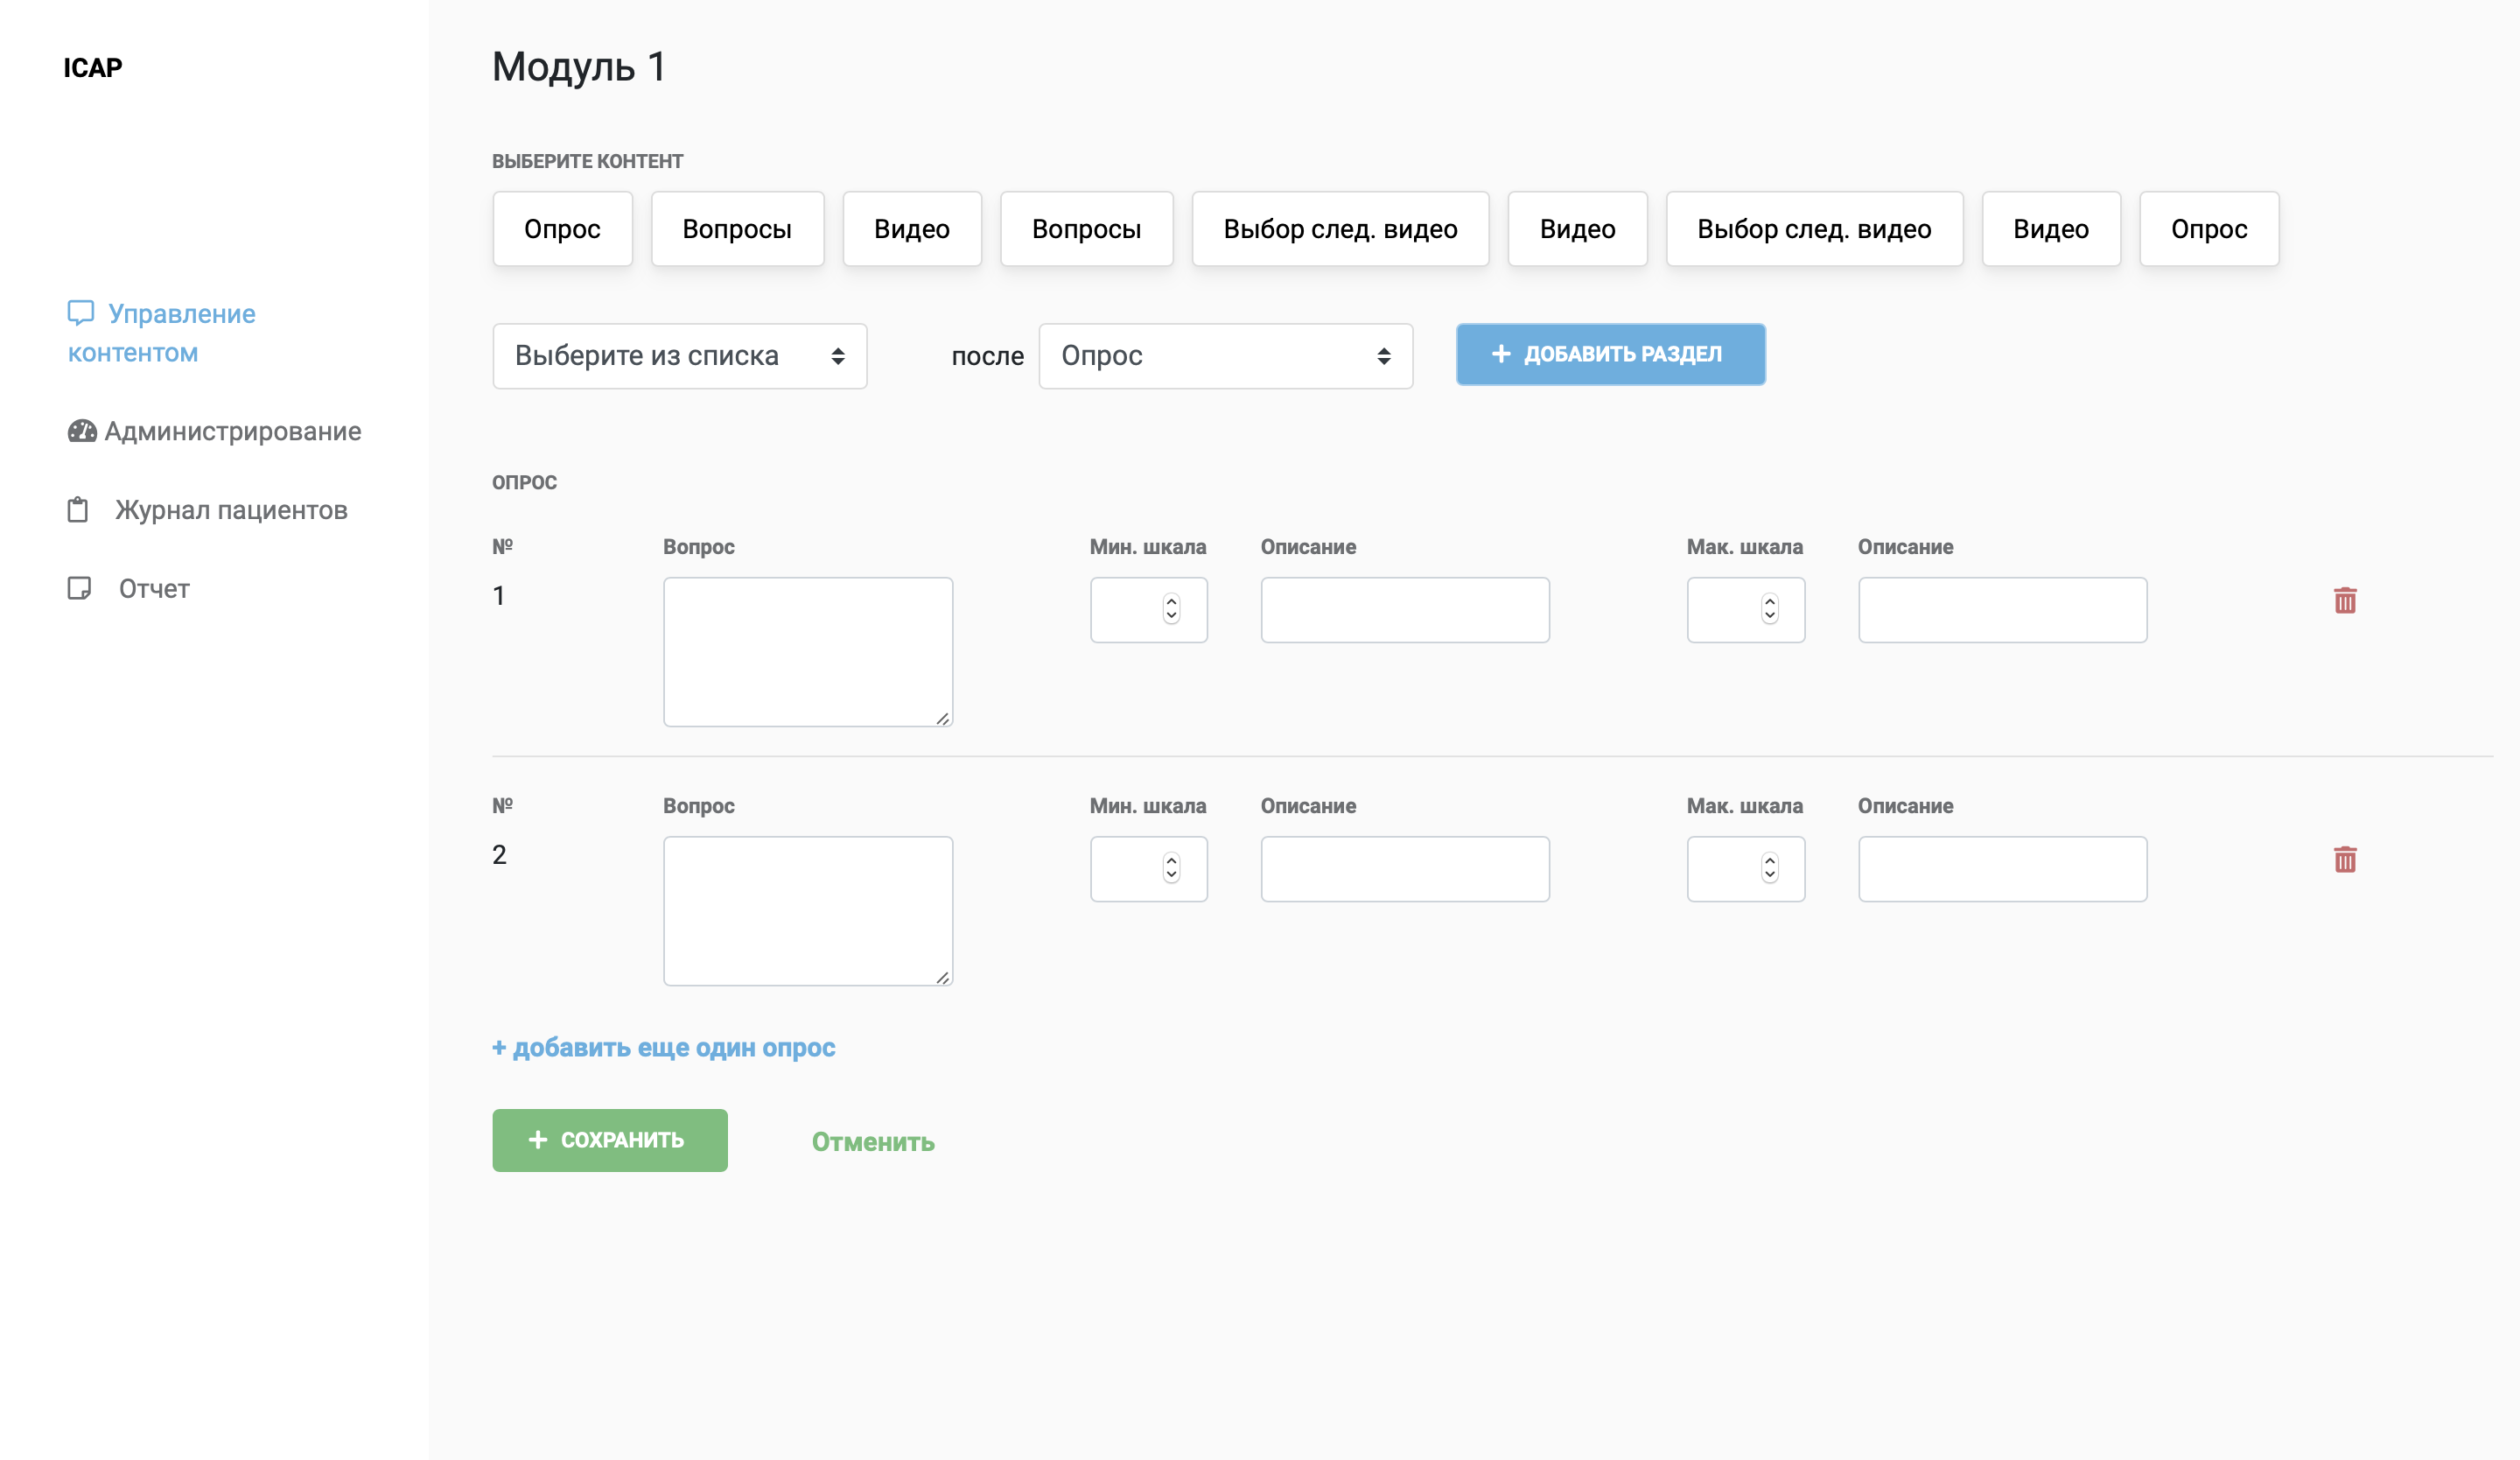 ICAP
Управление
контентом
Администрирование
Журнал пациентов
Отчет
Модуль 1
ВЫБЕРИТЕ КОНТЕНТ
Опрос Вопросы Видео Вопросы Выбор след. видео Видео Выбор след. видео Видео Опрос
Выберите из списка после Опрос + ДОБАВИТЬ РАЗДЕЛ
ОПРОС
№ Вопрос Мин. шкала Описание Мак. шкала Описание
1
№ Вопрос Мин. шкала Описание Мак. шкала Описание
2
+ добавить еще один опрос
+ СОХРАНИТЬ Отменить